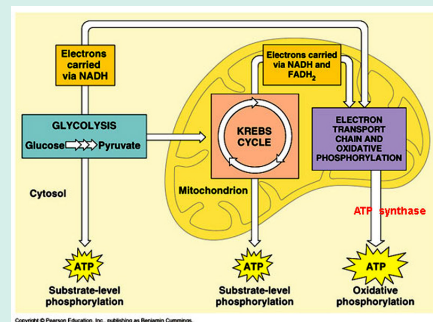 Electrons
carried
via NADH
Electrons carried
via NADH and
FADH₂
GLYCOLYSIS
Glucose Pyruvate
KREBS
CYCLE
ELECTRON
TRANSPORT
CHAIN AND
OXIDATIVE
PHOSPHORYLATION
Cytosol
Mitochondrion
ATP synthase
ATP
ATP
ATP
Substrate-level
phosphorylation
Substrate-level
phosphorylation
Oxidative
phosphorylation
Copyright © Pearson Education, Inc., publishing as Benjamin Cummings.